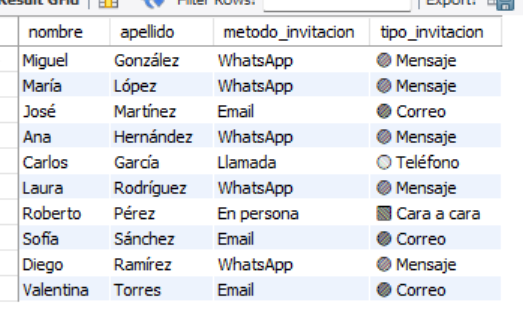 Result Grid Filter Rows: Export:
nombre apellido metodo_invitacion tipo_invitacion
Miguel González WhatsApp Mensaje
María López WhatsApp Mensaje
José Martínez Email Correo
Ana Hernández WhatsApp Mensaje
Carlos García Llamada Teléfono
Laura Rodríguez WhatsApp Mensaje
Roberto Pérez En persona Cara a cara
Sofía Sánchez Email Correo
Diego Ramírez WhatsApp Mensaje
Valentina Torres Email Correo